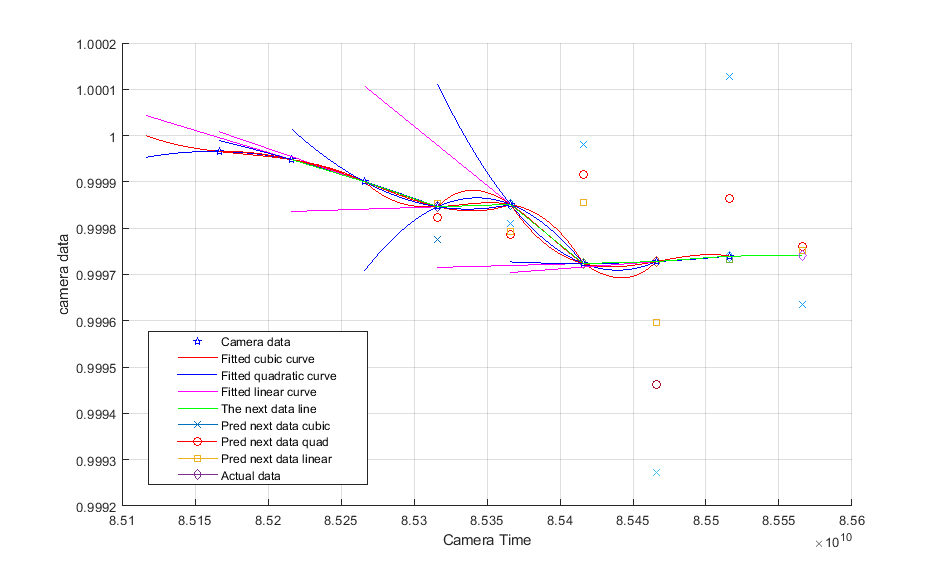 1.0002
1.0001
1
0.9999
0.9998
0.9997
0.9996
0.9995
0.9994
0.9993
0.9992
camera data
Camera data
Fitted cubic curve
Fitted quadratic curve
Fitted linear curve
The next data line
Pred next data cubic
Pred next data quad
Pred next data linear
Actual data
8.51 8.515 8.52 8.525 8.53 8.535 8.54 8.545 8.55 8.555 8.56
Camera Time
× 10^10